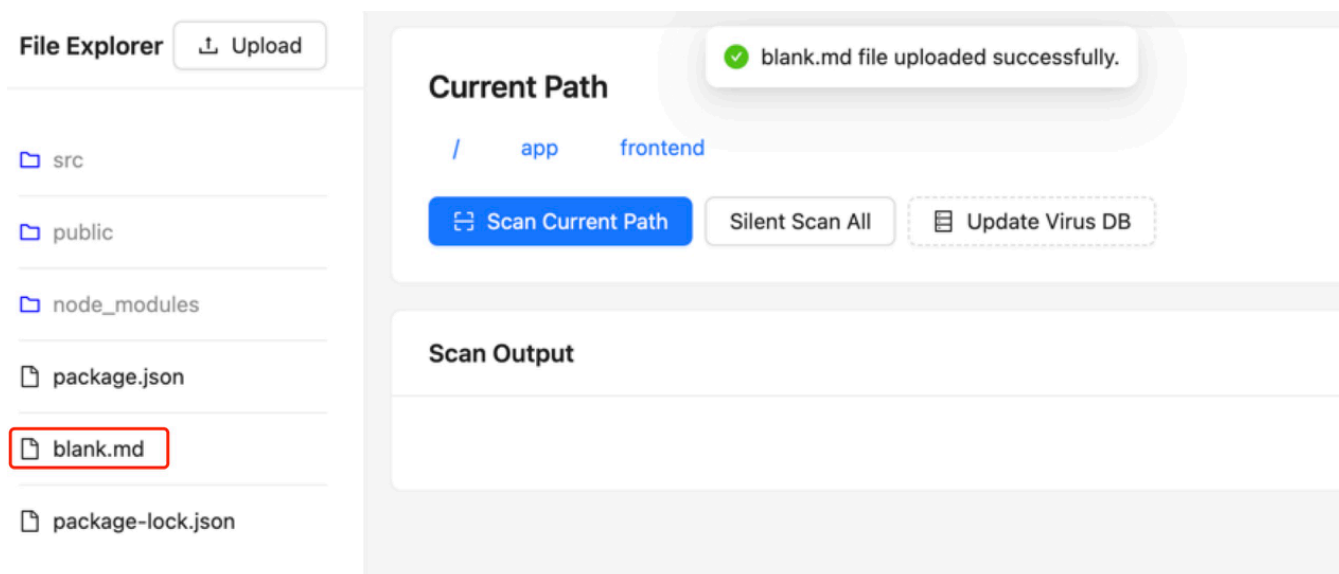 File Explorer
Upload
src
public
node_modules
package.json
blank.md
package-lock.json
blank.md file uploaded successfully.
Current Path
/ app frontend
Scan Current Path
Silent Scan All
Update Virus DB
Scan Output